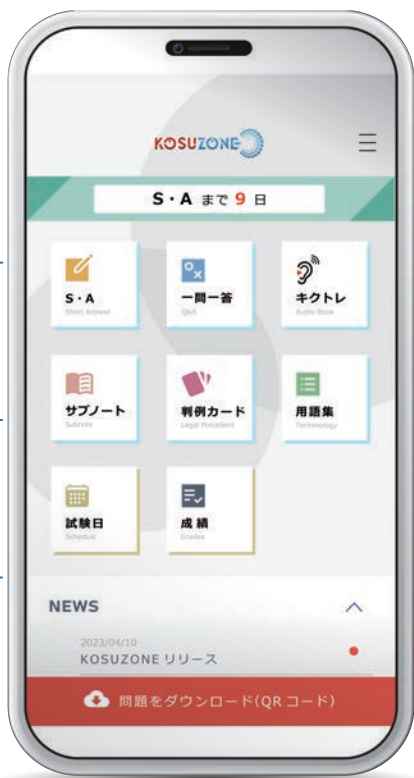 KOSUZONE
S・A まで 9 日
S・A
Short Answer
一問一答
Q&A
キクトレ
Audio Book
サブノート
Subnote
判例カード
Legal Precedent
用語集
Terminology
試験日
Schedule
成績
Grades
NEWS
2023/04/10
KOSUZONE リリース
問題をダウンロード(QRコード)